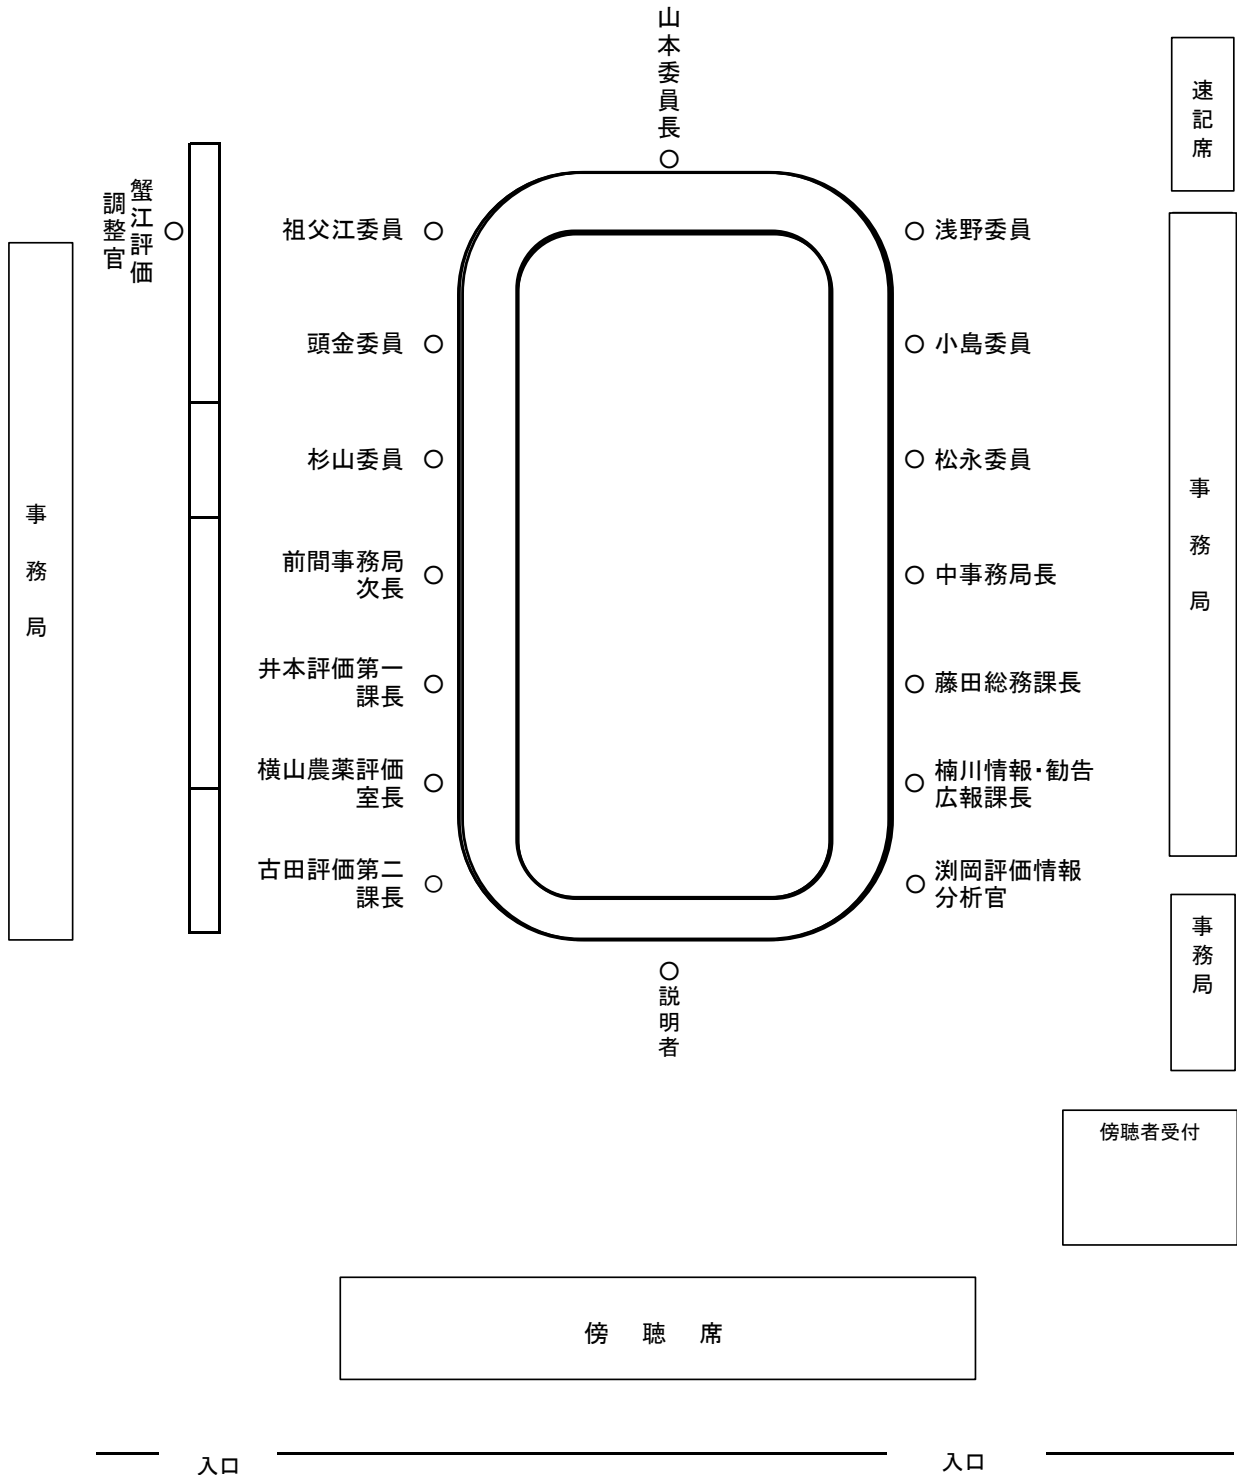 山本委員長
速記席
蟹江評価
調整官
祖父江委員
浅野委員
頭金委員
小島委員
杉山委員
松永委員
事務局
事務局
前間事務局
次長
中事務局長
井本評価第一
課長
藤田総務課長
横山農薬評価
室長
楠川情報・勧告
広報課長
古田評価第二
課長
渕岡評価情報
分析官
事務局
説明者
傍聴者受付
傍聴席
入口
入口